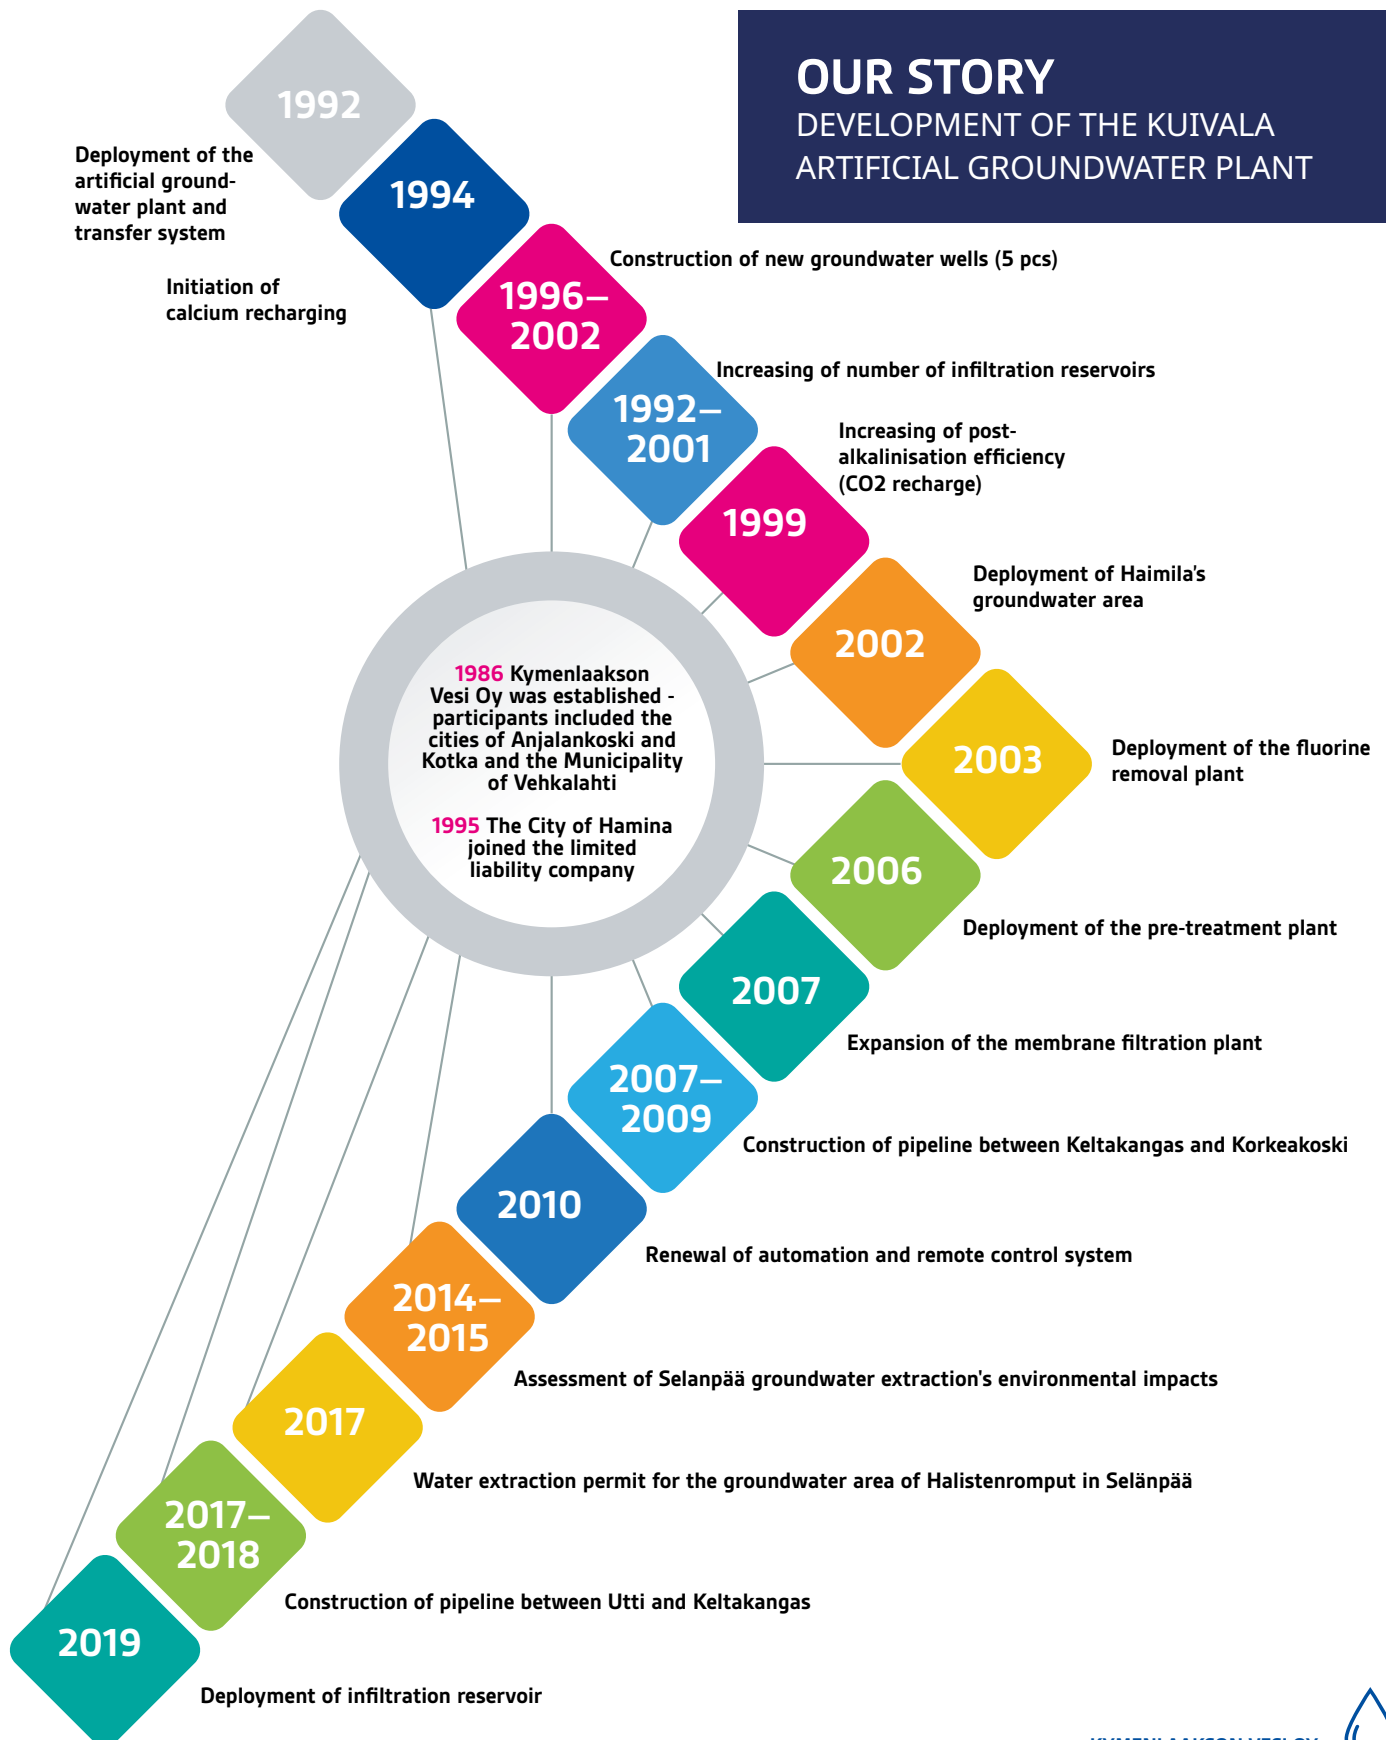 OUR STORY
DEVELOPMENT OF THE KUIVALA
ARTIFICIAL GROUNDWATER PLANT
1992
Deployment of the
artificial ground-
water plant and
transfer system
1994
Initiation of
calcium recharging
1996–
2002
Construction of new groundwater wells (5 pcs)
1992–
2001
Increasing of number of infiltration reservoirs
1999
Increasing of post-
alkalinisation efficiency
(CO2 recharge)
2002
Deployment of Haimila's
groundwater area
2003
Deployment of the fluorine
removal plant
1986 Kymenlaakson
Vesi Oy was established -
participants included the
cities of Anjalankoski and
Kotka and the Municipality
of Vehkalahti
1995 The City of Hamina
joined the limited
liability company
2006
Deployment of the pre-treatment plant
2007
Expansion of the membrane filtration plant
2007–
2009
Construction of pipeline between Keltakangas and Korkeakoski
2010
Renewal of automation and remote control system
2014–
2015
Assessment of Selanpää groundwater extraction's environmental impacts
2017
Water extraction permit for the groundwater area of Halistenromput in Selänpää
2017–
2018
Construction of pipeline between Utti and Keltakangas
2019
Deployment of infiltration reservoir
KYMENLAAKSON VESI OY